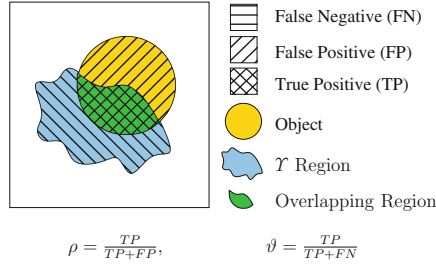 False Negative (FN)
False Positive (FP)
True Positive (TP)
Object
ϒ Region
Overlapping Region
ρ = TP/TP+FP, ϑ = TP/TP+FN